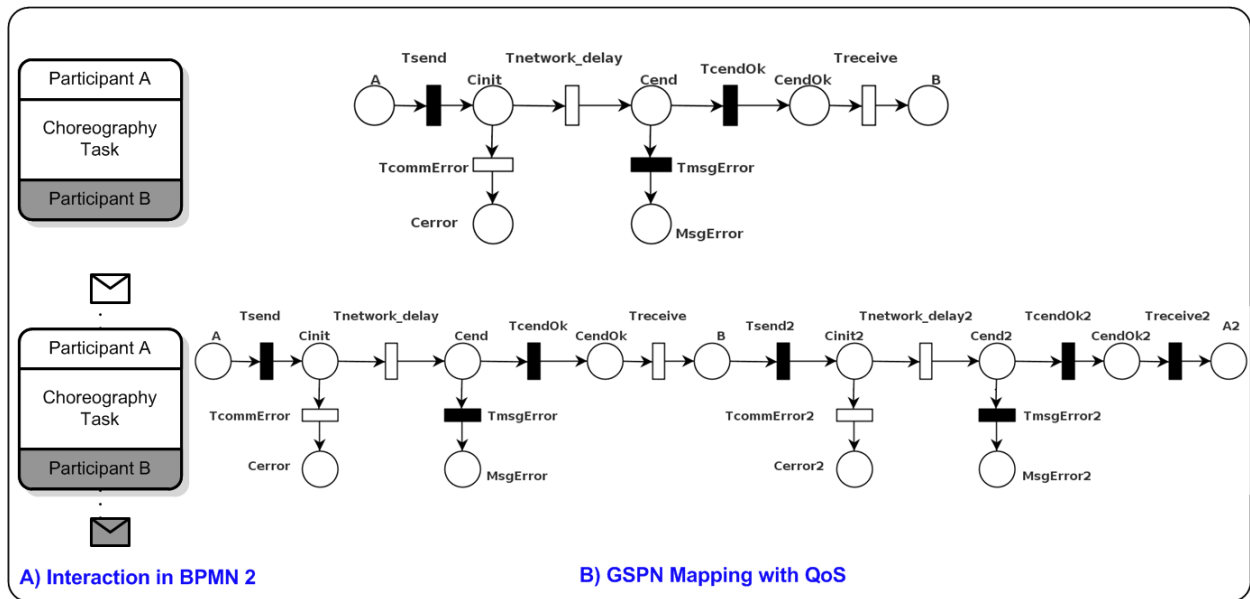 Participant A
Choreography
Task
Participant B
Tsend
Tnetwork_delay
TcendOk
Treceive
A
Cinit
Cend
CendOk
B
TcommError
TmsgError
Cerror
MsgError
Participant A
Choreography
Task
Participant B
Tsend
Tnetwork_delay
TcendOk
Treceive
Tsend2
Tnetwork_delay2
TcendOk2
Treceive2
A
Cinit
Cend
CendOk
B
Cinit2
Cend2
CendOk2
A2
TcommError
TmsgError
TcommError2
TmsgError2
Cerror
MsgError
Cerror2
MsgError2
A) Interaction in BPMN 2
B) GSPN Mapping with QoS